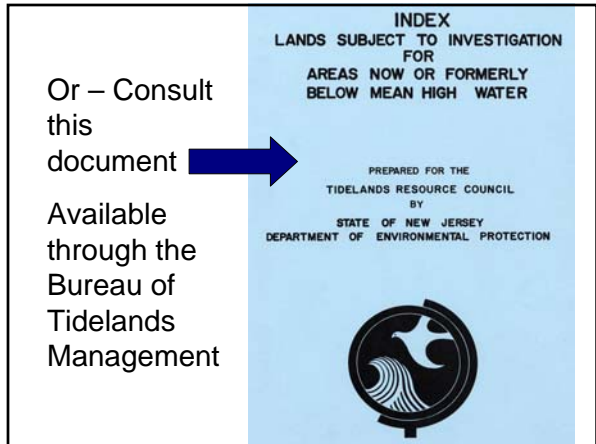 Or – Consult
this
document
Available
through the
Bureau of
Tidelands
Management
INDEX
LANDS SUBJECT TO INVESTIGATION
FOR
AREAS NOW OR FORMERLY
BELOW MEAN HIGH WATER
PREPARED FOR THE
TIDELANDS RESOURCE COUNCIL
BY
STATE OF NEW JERSEY
DEPARTMENT OF ENVIRONMENTAL PROTECTION